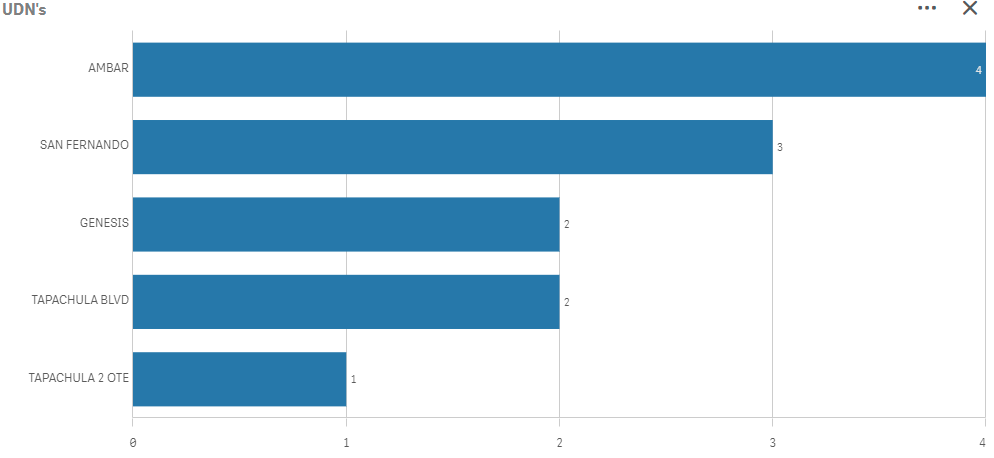 UDN's
AMBAR
4
SAN FERNANDO
3
GENESIS
2
TAPACHULA BLVD
2
TAPACHULA 2 OTE
1
0 1 2 3 4